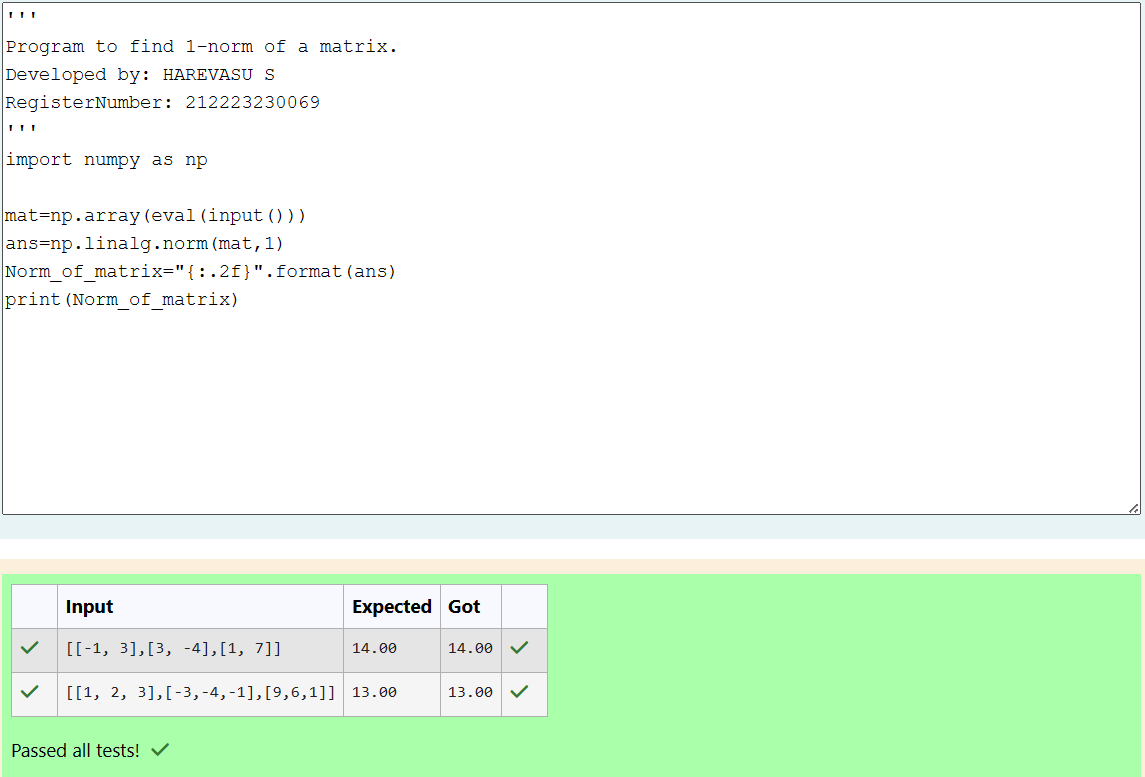 '''
Program to find 1-norm of a matrix.
Developed by: HAREVASU S
RegisterNumber: 212223230069
'''
import numpy as np
mat=np.array(eval(input()))
ans=np.linalg.norm(mat,1)
Norm_of_matrix="{:.2f}".format(ans)
print(Norm_of_matrix)
Input Expected Got
[[-1, 3],[3, -4],[1, 7]] 14.00 14.00
[[1, 2, 3],[-3,-4,-1],[9,6,1]] 13.00 13.00
Passed all tests!